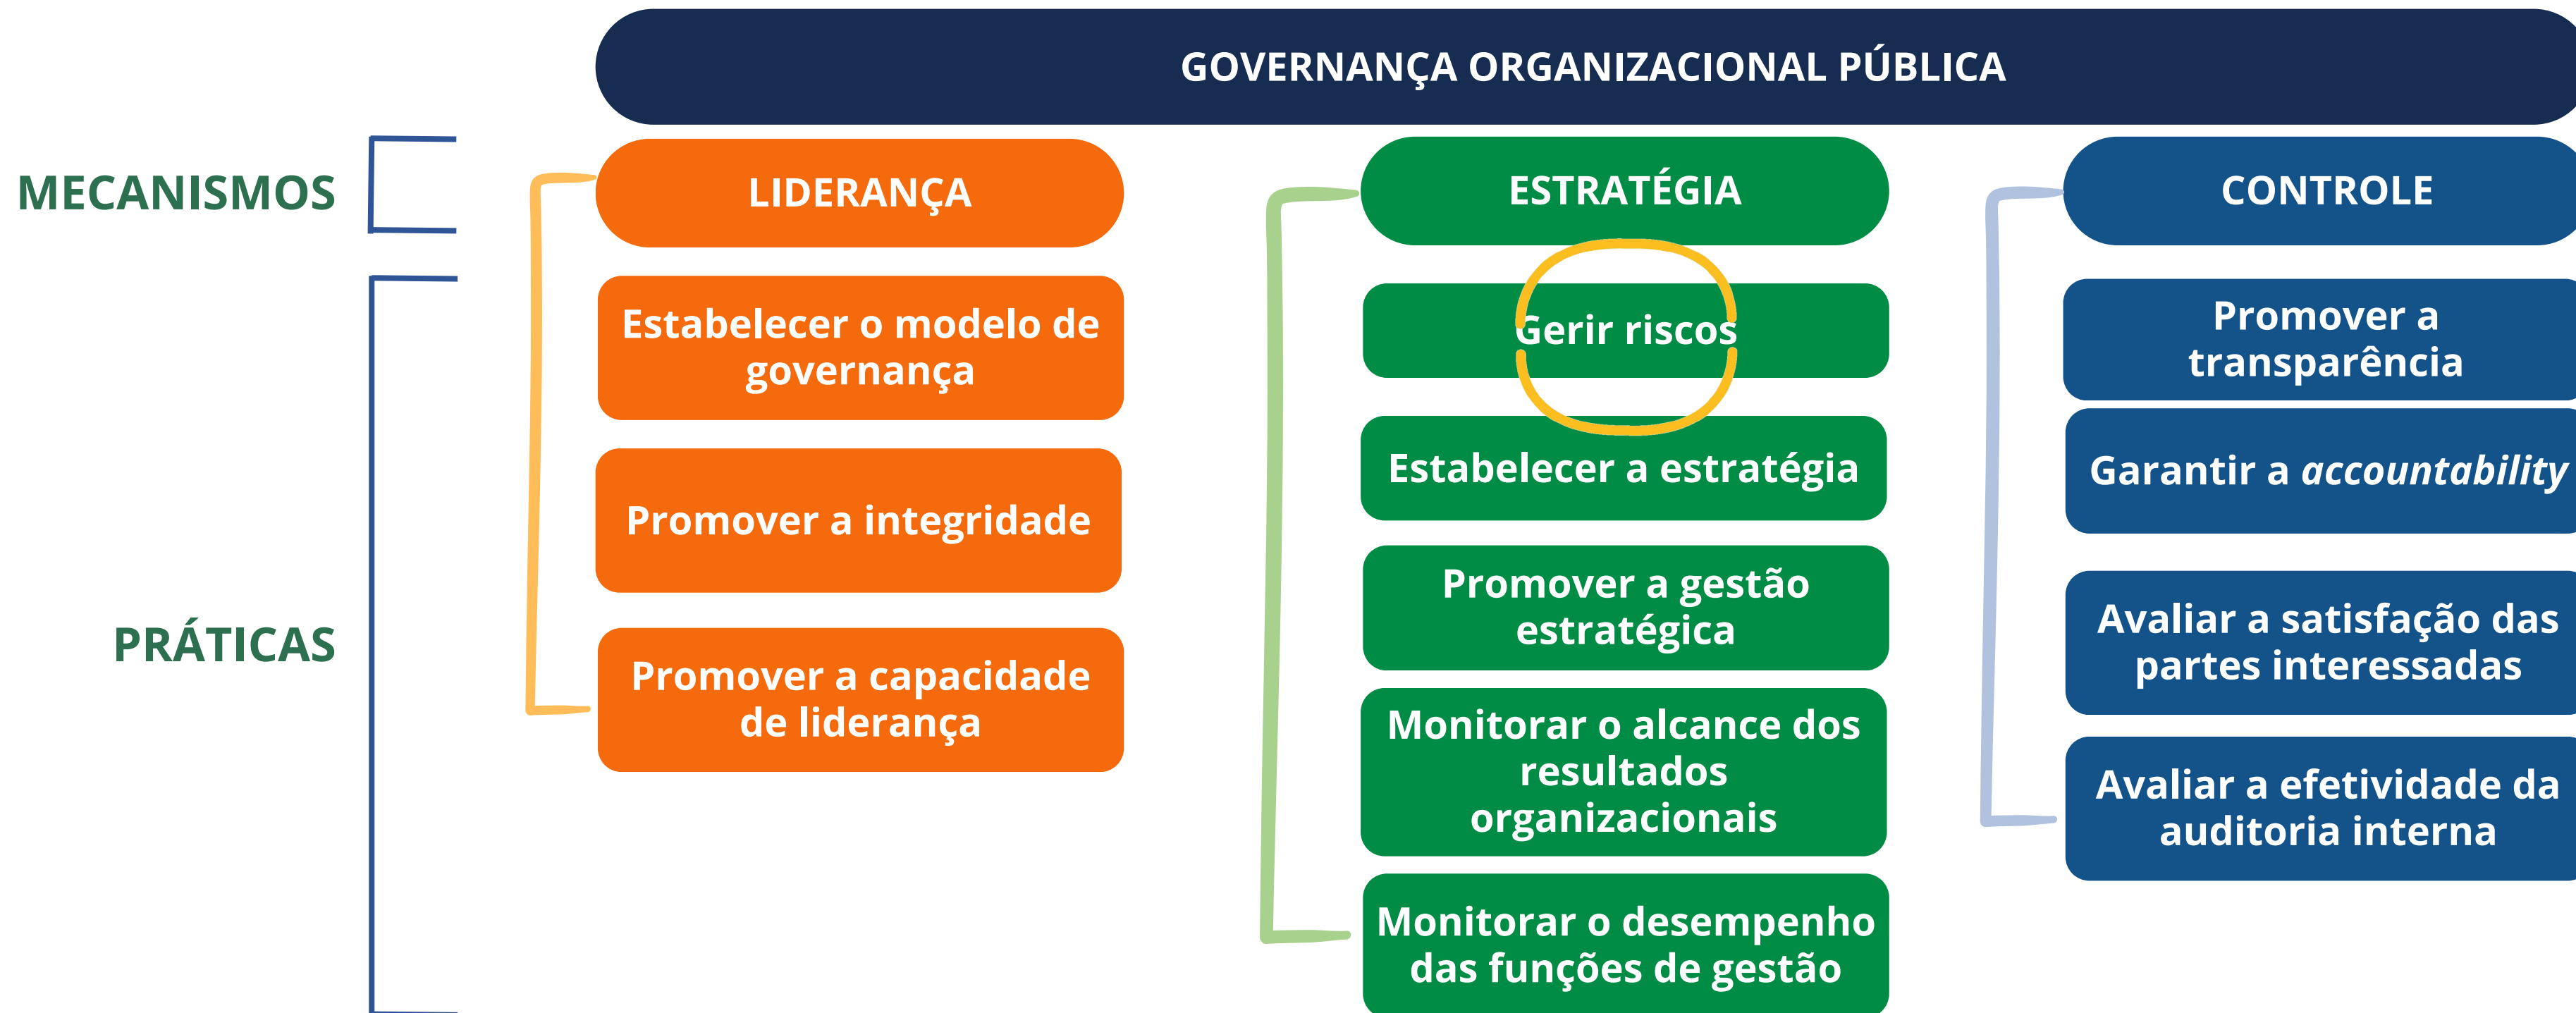 GOVERNANÇA ORGANIZACIONAL PÚBLICA
MECANISMOS
LIDERANÇA
ESTRATÉGIA
CONTROLE
PRÁTICAS
Estabelecer o modelo de
governança
Promover a integridade
Promover a capacidade
de liderança
Gerir riscos
Estabelecer a estratégia
Promover a gestão
estratégica
Monitorar o alcance dos
resultados
organizacionais
Monitorar o desempenho
das funções de gestão
Promover a
transparência
Garantir a accountability
Avaliar a satisfação das
partes interessadas
Avaliar a efetividade da
auditoria interna